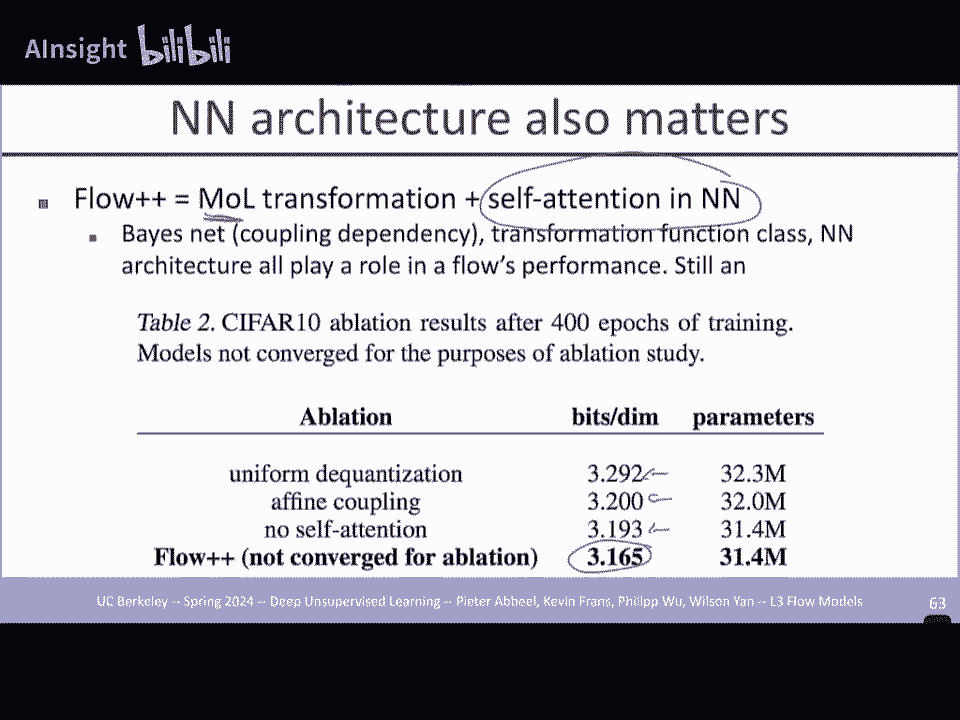 AInsight bilibili
NN architecture also matters
Flow++ = MoL transformation + self-attention in NN
Bayes net (coupling dependency), transformation function class, NN
architecture all play a role in a flow's performance. Still an
Table 2. CIFAR10 ablation results after 400 epochs of training.
Models not converged for the purposes of ablation study.
Ablation bits/dim parameters
uniform dequantization 3.292 32.3M
affine coupling 3.200 32.0M
no self-attention 3.193 31.4M
Flow++ (not converged for ablation) 3.165 31.4M
UC Berkeley -- Spring 2024 -- Deep Unsupervised Learning -- Pieter Abbeel, Kevin Frans, Philipp Wu, Wilson Yan -- L3 Flow Models 63